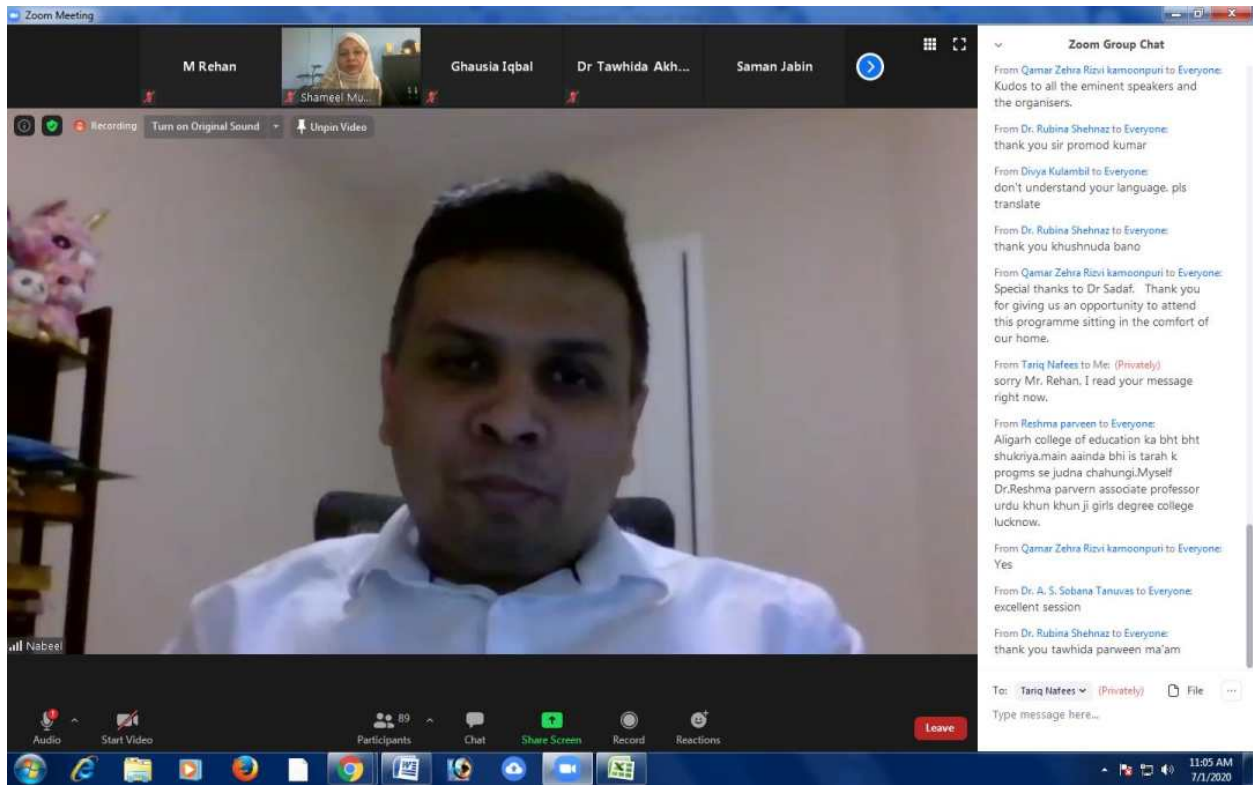 Zoom Meeting
M Rehan
Shameel Mu...
Ghausia Iqbal
Dr Tawhida Akh...
Saman Jabin
Recording
Turn on Original Sound
Unpin Video
Nabeel
Audio
Start Video
89
Participants
Chat
Share Screen
Record
Reactions
Leave
Zoom Group Chat
From Qamar Zehra Rizvi kamoonpuri to Everyone:
Kudos to all the eminent speakers and
the organisers.
From Dr. Rubina Shehnaz to Everyone:
thank you sir promod kumar
From Divya Kulambil to Everyone:
don't understand your language. pls
translate
From Dr. Rubina Shehnaz to Everyone:
thank you khushnuda bano
From Qamar Zehra Rizvi kamoonpuri to Everyone:
Special thanks to Dr Sadaf. Thank you
for giving us an opportunity to attend
this programme sitting in the comfort of
our home.
From Tariq Nafees to Me: (Privately)
sorry Mr. Rehan, I read your message
right now.
From Reshma parveen to Everyone:
Aligarh college of education ka bht bht
shukriya.main aainda bhi is tarah k
progms se judna chahungi.Myself
Dr.Reshma parvern associate professor
urdu khun khun ji girls degree college
lucknow.
From Qamar Zehra Rizvi kamoonpuri to Everyone:
Yes
From Dr. A. S. Sobana Tanuvas to Everyone:
excellent session
From Dr. Rubina Shehnaz to Everyone:
thank you tawhida parween ma'am
To: Tariq Nafees (Privately) File ...
Type message here...
11:05 AM
7/1/2020